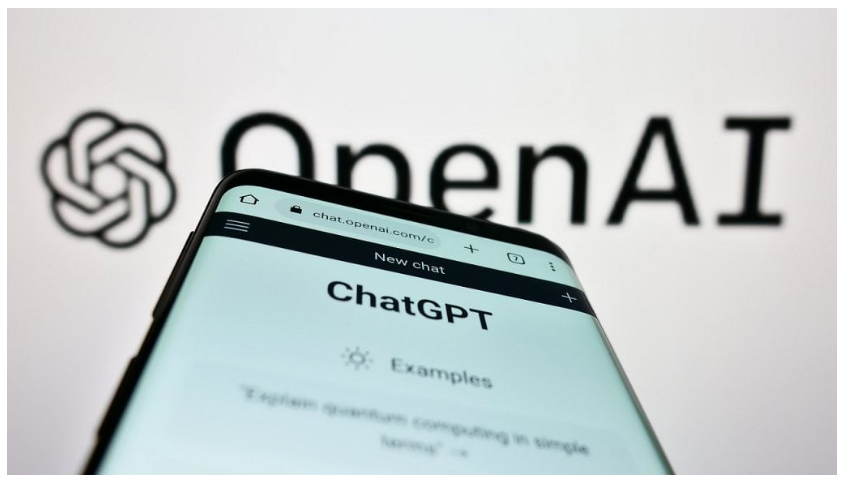 OpenAI
chat.openai.com/c
7
New chat
ChatGPT
Examples
"Explain quantum computing in simple
terms" →